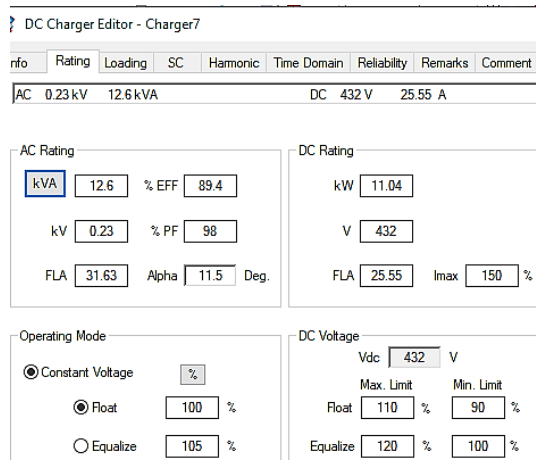 DC Charger Editor - Charger7
nfo Rating Loading SC Harmonic Time Domain Reliability Remarks Comment
AC 0.23 kV 12.6 kVA DC 432 V 25.55 A
AC Rating DC Rating
kVA 12.6 % EFF 89.4 kW 11.04
kV 0.23 % PF 98 V 432
FLA 31.63 Alpha 11.5 Deg. FLA 25.55 Imax 150 %
Operating Mode DC Voltage
Vdc 432 V
Constant Voltage % Max. Limit Min. Limit
Float 100 % Float 110 % 90 %
Equalize 105 % Equalize 120 % 100 %